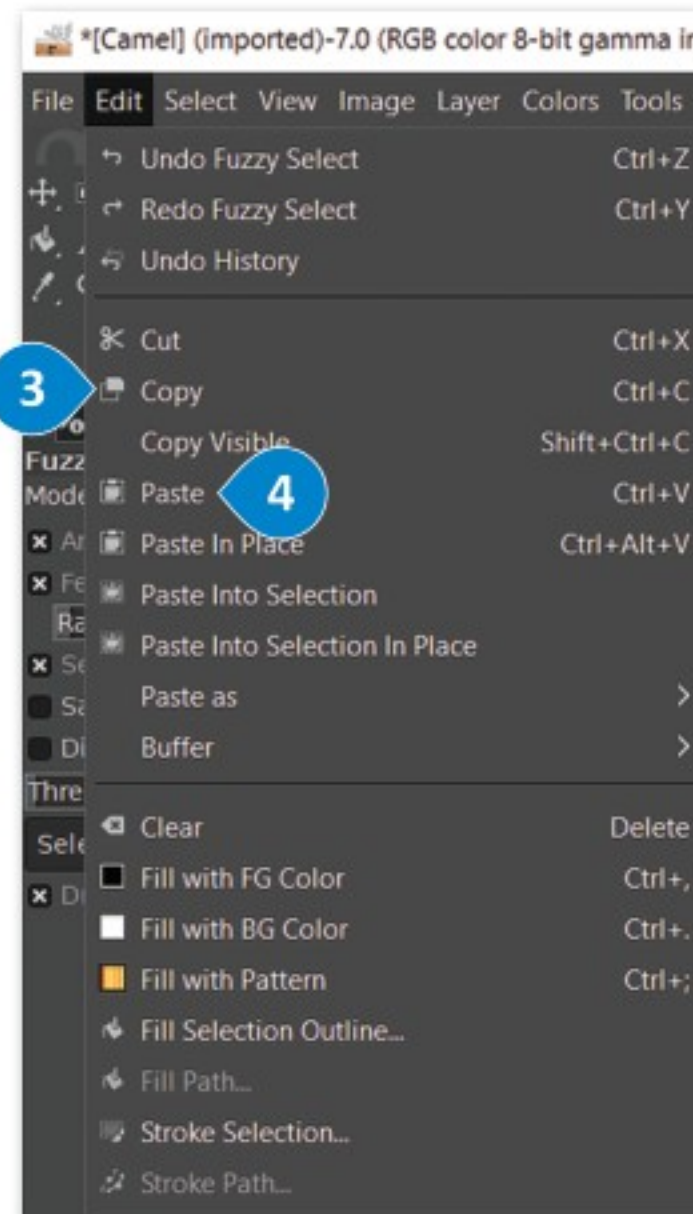 *[Camel] (imported)-7.0 (RGB color 8-bit gamma
File Edit Select View Image Layer Colors Tools
Undo Fuzzy Select Ctrl+Z
Redo Fuzzy Select Ctrl+Y
Undo History
Cut Ctrl+X
3
Copy Ctrl+C
Copy Visible Shift+Ctrl+C
Paste 4 Ctrl+V
Paste In Place Ctrl+Alt+V
Paste Into Selection
Paste Into Selection In Place
Paste as >
Buffer >
Clear Delete
Fill with FG Color Ctrl+,
Fill with BG Color Ctrl+.
Fill with Pattern Ctrl+;
Fill Selection Outline...
Fill Path...
Stroke Selection...
Stroke Path...